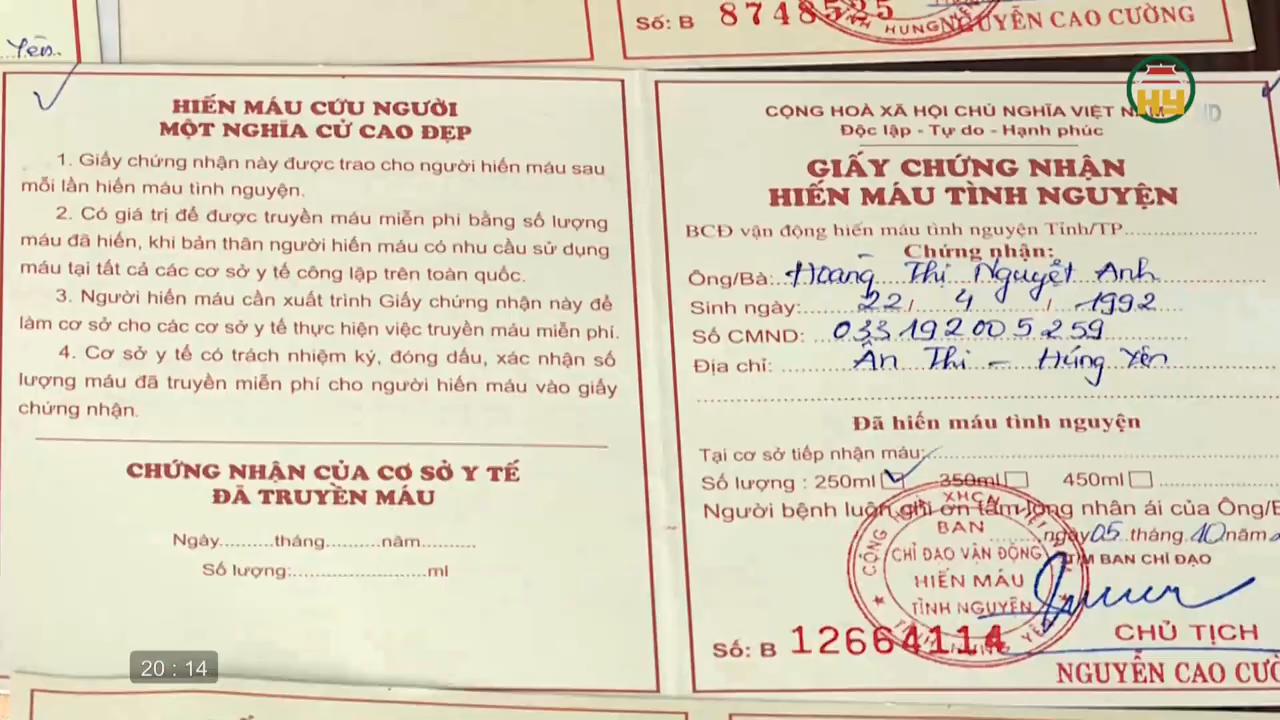 Yên.
Số: B 8748525
HƯNG
NGUYỄN CAO CƯỜNG
HY
HD
HIẾN MÁU CỨU NGƯỜI
MỘT NGHĨA CỬ CAO ĐẸP
1. Giấy chứng nhận này được trao cho người hiến máu sau
mỗi lần hiến máu tình nguyện.
2. Có giá trị để được truyền máu miễn phí bằng số lượng
máu đã hiến, khi bản thân người hiến máu có nhu cầu sử dụng
máu tại tất cả các cơ sở y tế công lập trên toàn quốc.
3. Người hiến máu cần xuất trình Giấy chứng nhận này để
làm cơ sở cho các cơ sở y tế thực hiện việc truyền máu miễn phí.
4. Cơ sở y tế có trách nhiệm ký, đóng dấu, xác nhận số
lượng máu đã truyền miễn phí cho người hiến máu vào giấy
chứng nhận.
CHỨNG NHẬN CỦA CƠ SỞ Y TẾ
ĐÃ TRUYỀN MÁU
Ngày.........tháng.........năm.........
Số lượng:.......................ml
20 : 14
CỘNG HOÀ XÃ HỘI CHỦ NGHĨA VIỆT NAM
Độc lập - Tự do - Hạnh phúc
GIẤY CHỨNG NHẬN
HIẾN MÁU TÌNH NGUYỆN
BCĐ vận động hiến máu tình nguyện Tỉnh/TP......................
Chứng nhận:
Ông/Bà: Hoàng Thị Nguyệt Anh
Sinh ngày: 22 / 4 / 1992
Số CMND: 033192005259
Địa chỉ: Ân Thi - Hưng Yên
Đã hiến máu tình nguyện
Tại cơ sở tiếp nhận máu:
Số lượng : 250ml 350ml 450ml
Người bệnh luôn ghi ơn tấm lòng nhân ái của Ông/B
ngày 05 tháng 10 năm
TM BAN CHỈ ĐẠO
BAN
CHỈ ĐẠO VẬN ĐỘNG
HIẾN MÁU
TÌNH NGUYỆN
CHỦ TỊCH
Số: B 12664114
NGUYỄN CAO CƯỜ